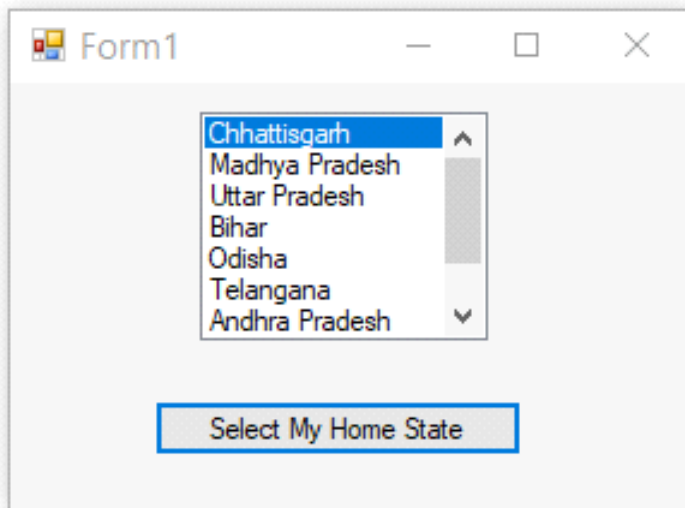 Form1
Chhattisgarh
Madhya Pradesh
Uttar Pradesh
Bihar
Odisha
Telangana
Andhra Pradesh
Select My Home State